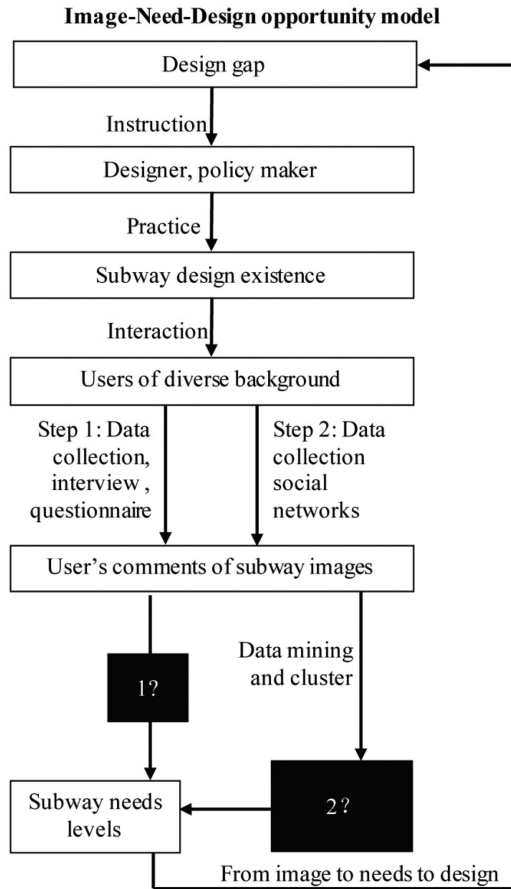 Image-Need-Design opportunity model
Design gap
Instruction
Designer, policy maker
Practice
Subway design existence
Interaction
Users of diverse background
Step 1: Data
collection,
interview ,
questionnaire
Step 2: Data
collection
social
networks
User's comments of subway images
Data mining
and cluster
1?
2?
Subway needs
levels
From image to needs to design